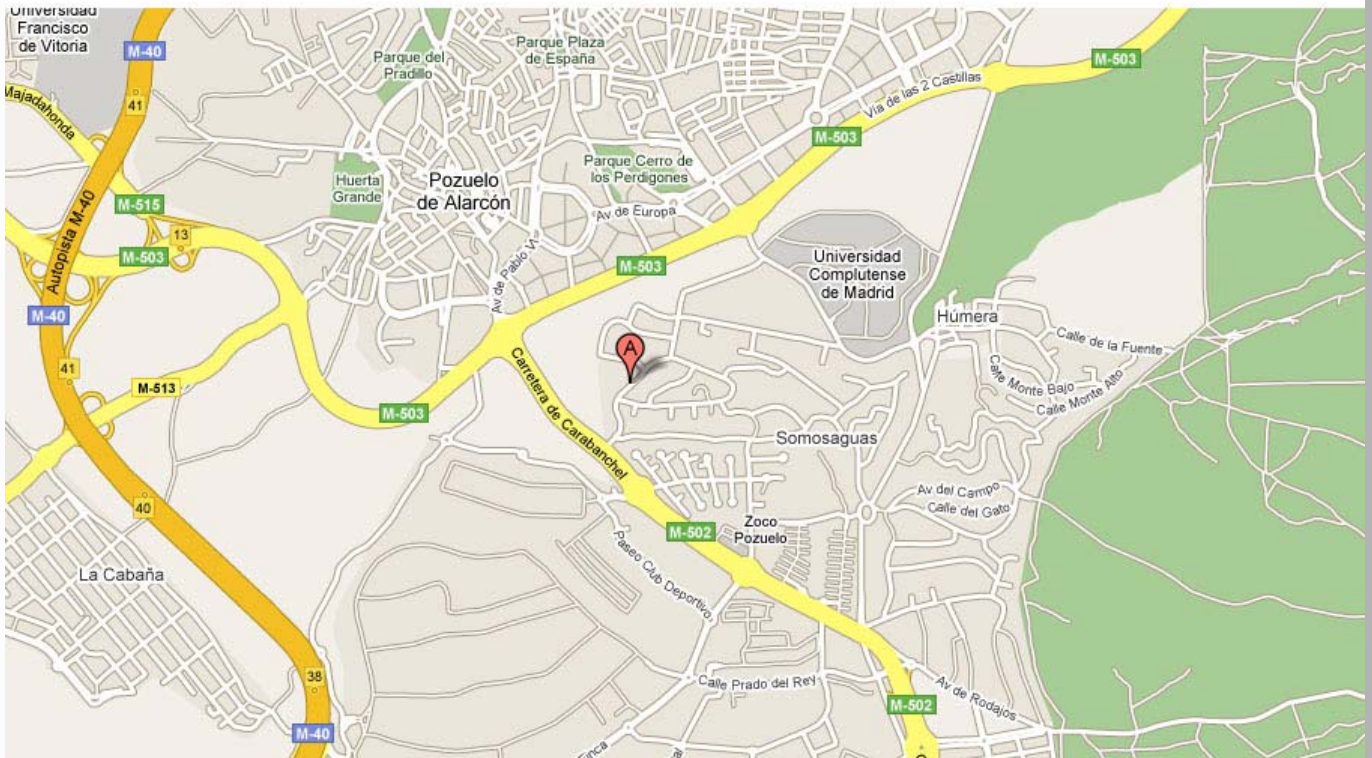 Universidad
Francisco
de Vitoria
M-40
Parque del
Pradillo
Parque Plaza
de España
M-503
Majadahonda
41
Vía de las 2 Castillas
M-503
Huerta
Grande
Pozuelo
de Alarcón
Parque Cerro de
los Perdigones
Autopista M-40
M-515
13
Av de Europa
M-503
Av de Pablo VI
M-503
Universidad
Complutense
de Madrid
M-40
Húmera
A
Calle de la Fuente
41
M-513
Carretera de Carabanchel
Calle Monte Bajo
Calle Monte Alto
M-503
Somosaguas
Av del Campo
Calle del Gato
40
M-502
Zoco
Pozuelo
La Cabaña
Paseo Club Deportivo
38
Calle Prado del Rey
Av de Rodajos
M-502
M-40